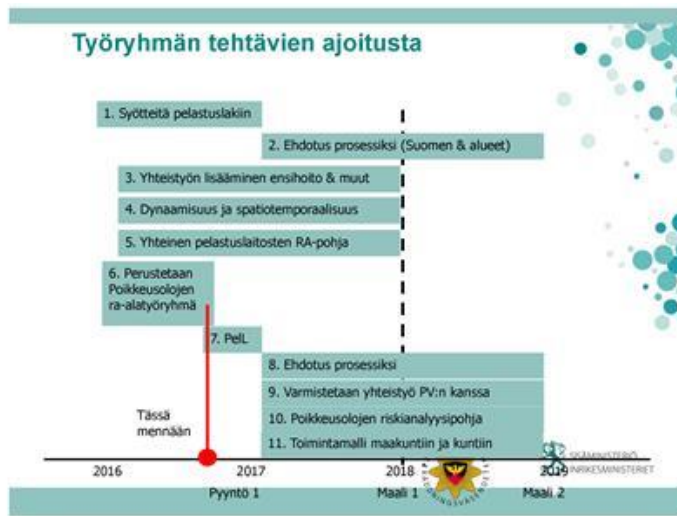 Työryhmän tehtävien ajoitusta
1. Syötteitä pelastuslakiin
2. Ehdotus prosessiksi (Suomen & alueet)
3. Yhteistyön lisääminen ensihoito & muut
4. Dynaamisuus ja spatiotemporaalisuus
5. Yhteinen pelastuslaitosten RA-pohja
6. Perustetaan
Poikkeusolojen
ra-alatyöryhmä
7. PelL
8. Ehdotus prosessiksi
9. Varmistetaan yhteistyö PV:n kanssa
10. Poikkeusolojen riskianalyysipohja
11. Toimintamalli maakuntiin ja kuntiin
Tässä
mennään
SISÄMINISTERIÖ
INRIKESMINISTERIET
2016 2017 2018 2019
Pyyntö 1 Maali 1 Maali 2